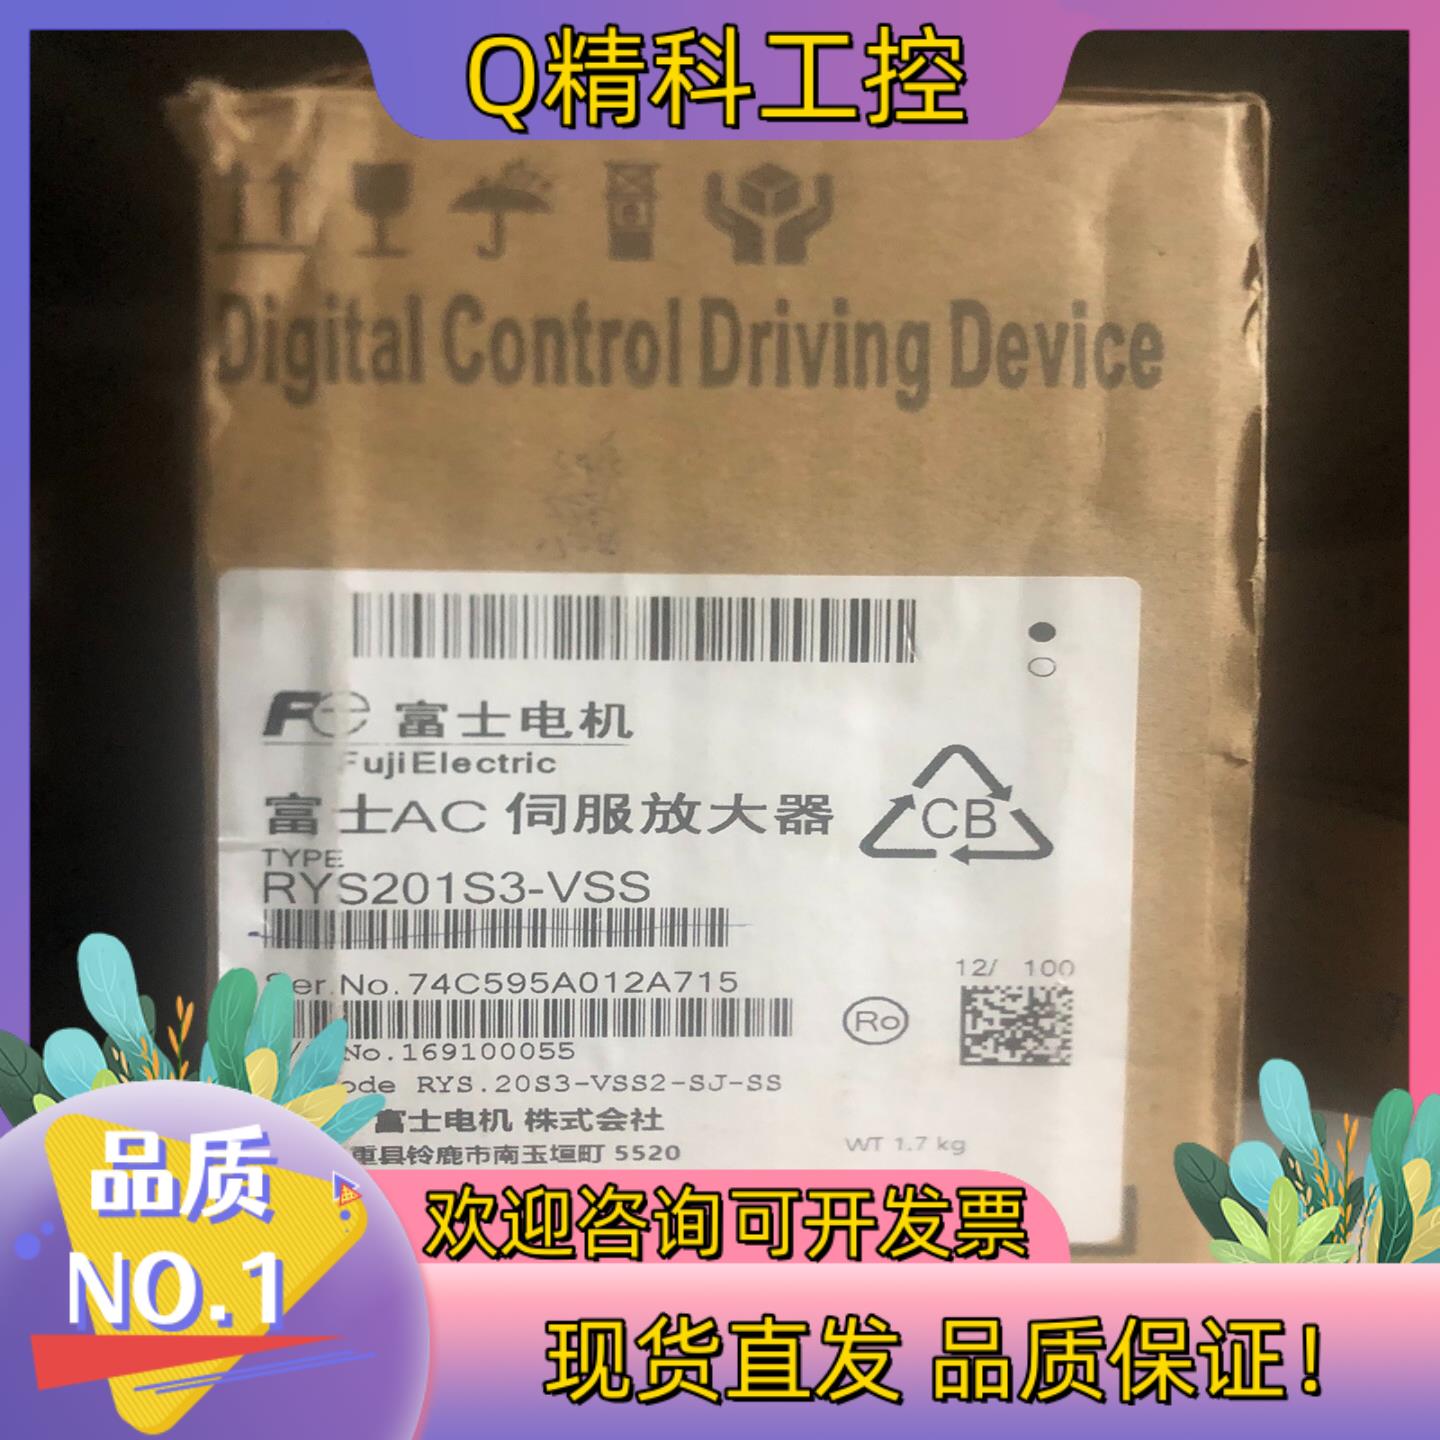 Q精科工控
Digital Control Driving Device
Fe 富士电机
FujiElectric
富士AC 伺服放大器
CB
TYPE
RYS201S3-VSS
Ser.No.74C595A012A715
12/ 100
Ro
No.169100055
ode RYS.20S3-VSS2-SJ-SS
富士电机 株式会社
重县铃鹿市南玉垣町 5520
WT 1.7 kg
品质
NO.1
欢迎咨询可开发票
现货直发 品质保证!